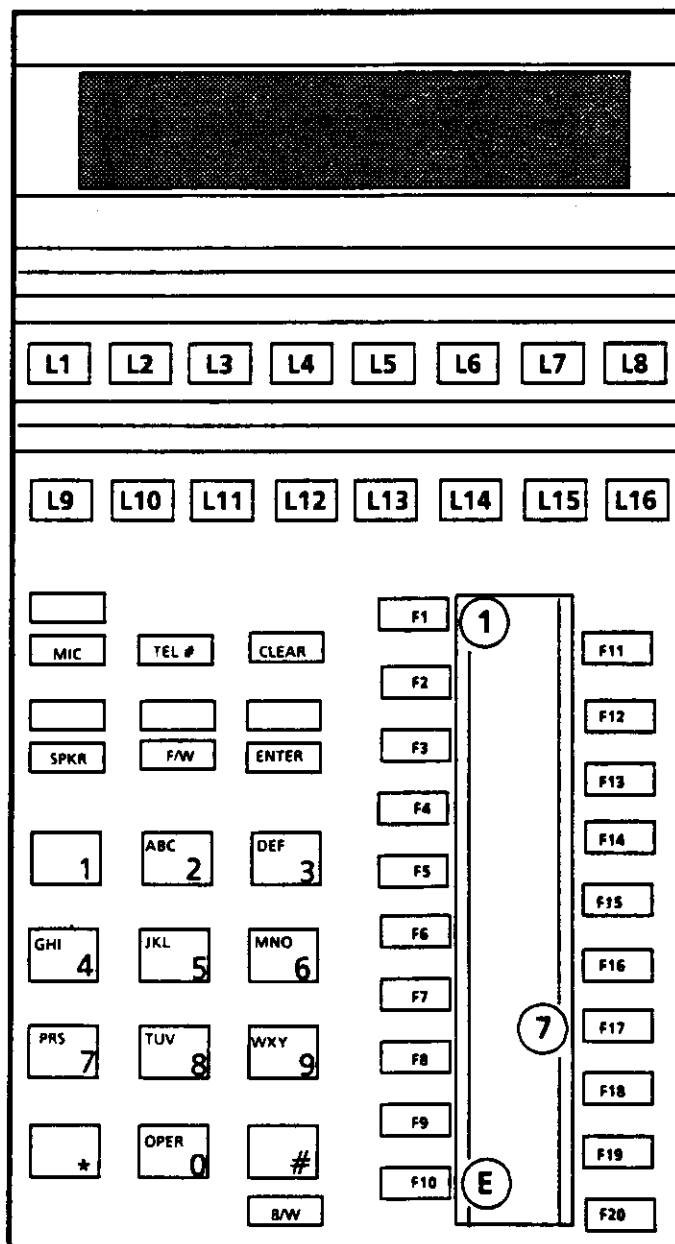 L1 L2 L3 L4 L5 L6 L7 L8
L9 L10 L11 L12 L13 L14 L15 L16
F1 1
MIC TEL # CLEAR F11
F2
F12
SPKR F/W ENTER F3
F13
F4
F14
1 ABC 2 DEF 3 F5
F15
GHI 4 JKL 5 MNO 6 F6
F16
F7
PRS 7 TUV 8 WXY 9 7 F17
F8
F18
F9
* OPER 0 # F19
F10 E
B/W F20